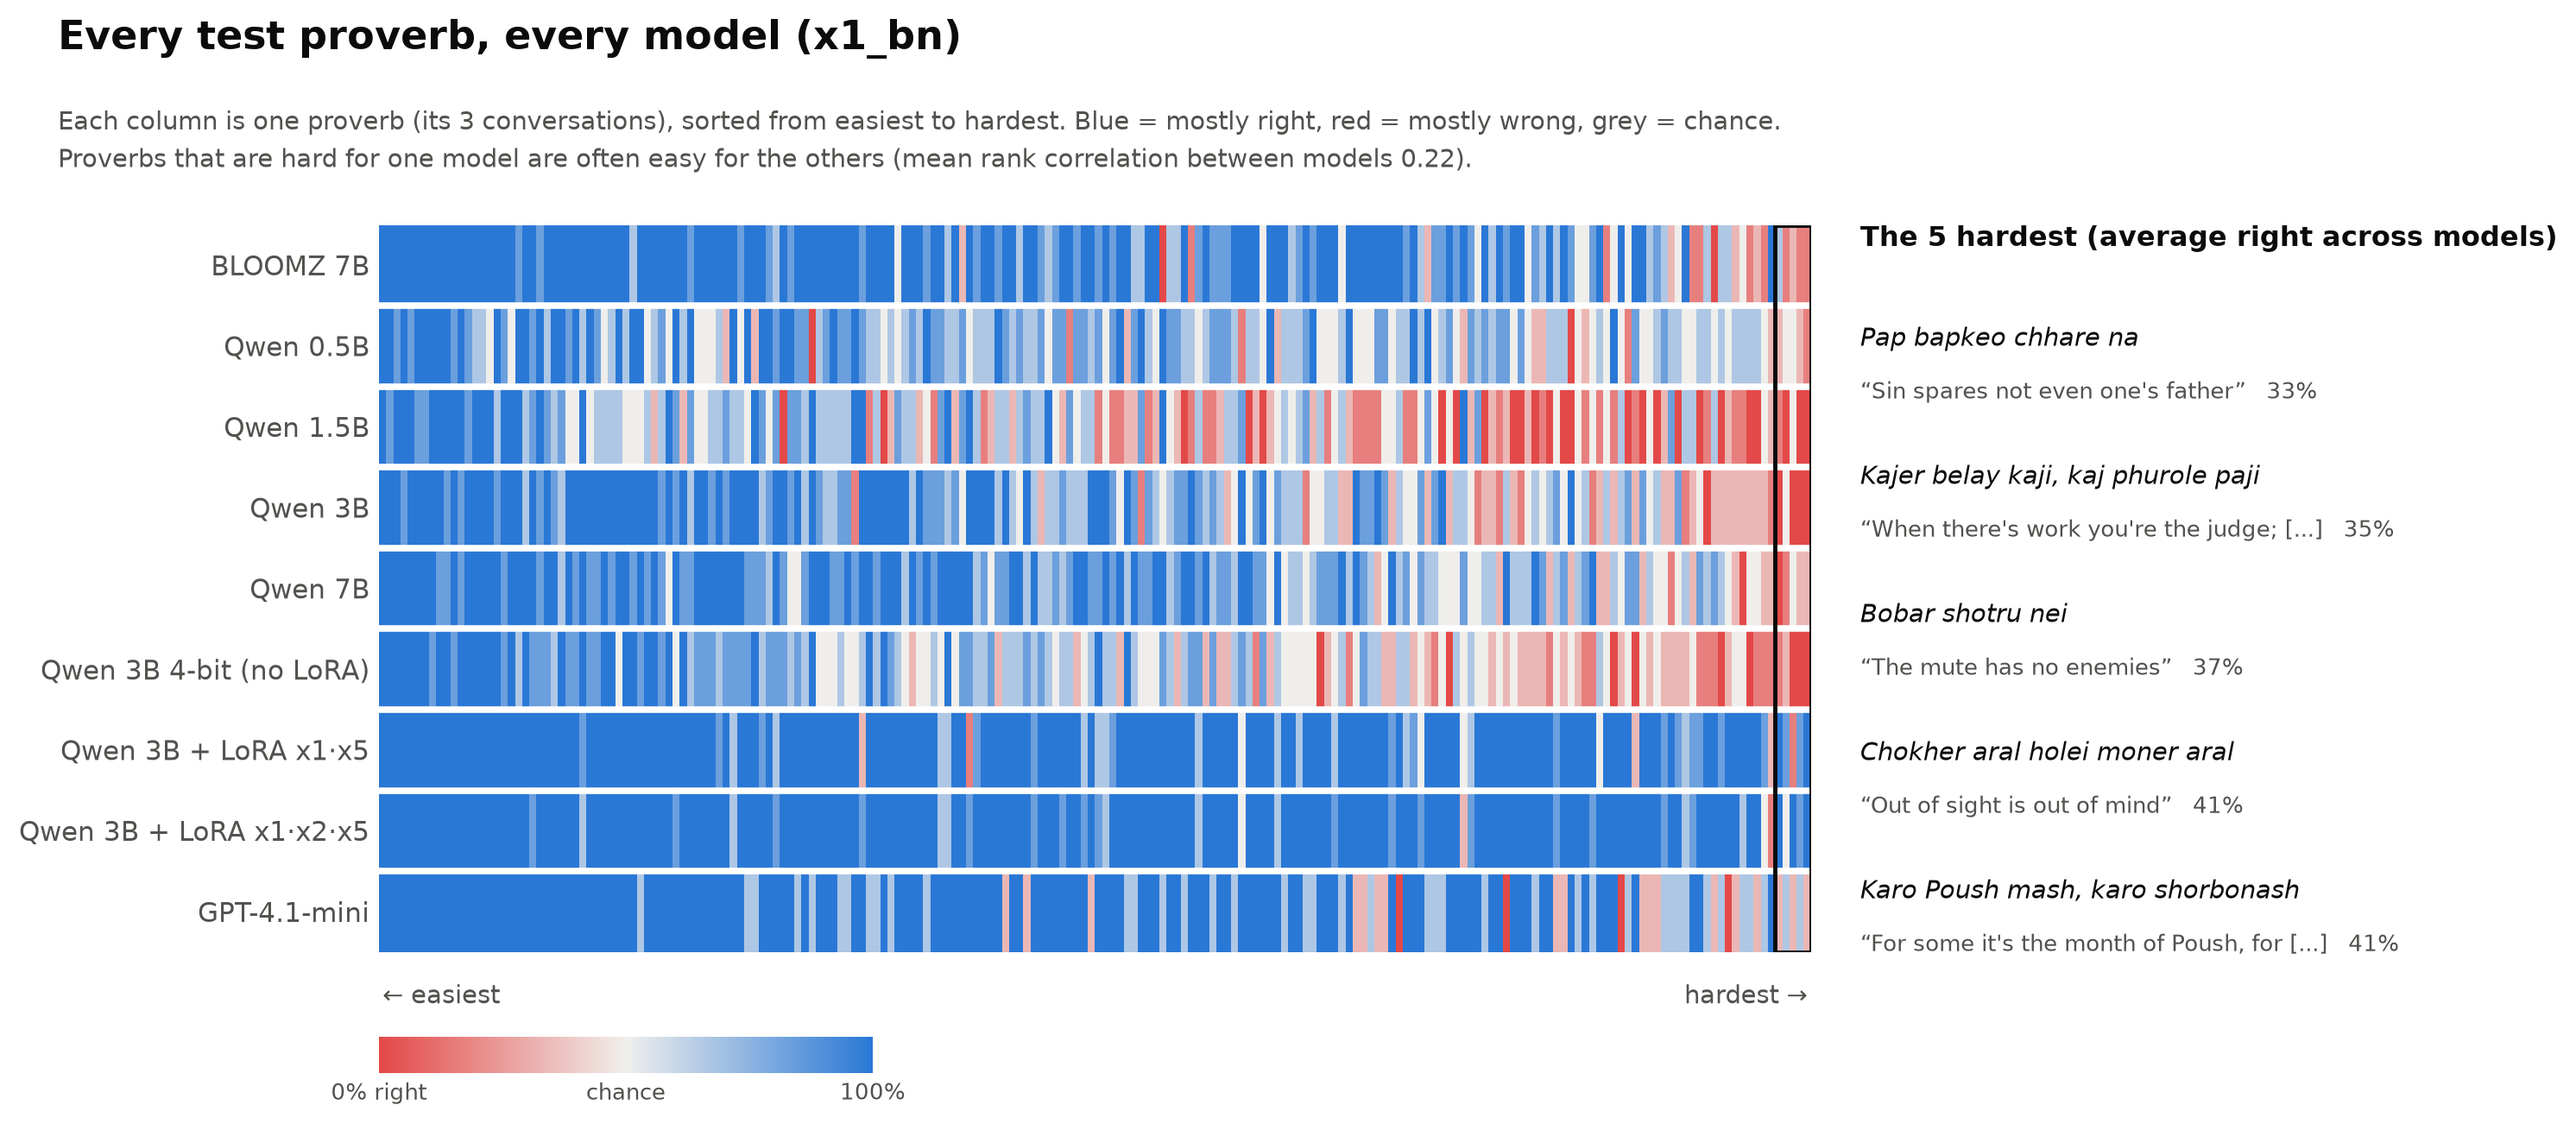 Every test proverb, every model (x1_bn)
Each column is one proverb (its 3 conversations), sorted from easiest to hardest. Blue = mostly right, red = mostly wrong, grey = chance.
Proverbs that are hard for one model are often easy for the others (mean rank correlation between models 0.22).
BLOOMZ 7B
Qwen 0.5B
Qwen 1.5B
Qwen 3B
Qwen 7B
Qwen 3B 4-bit (no LoRA)
Qwen 3B + LoRA x1·x5
Qwen 3B + LoRA x1·x2·x5
GPT-4.1-mini
← easiest
hardest →
0% right
chance
100%
The 5 hardest (average right across models)
Pap bapkeo chhare na
“Sin spares not even one's father” 33%
Kajer belay kaji, kaj phurole paji
“When there's work you're the judge; [...] 35%
Bobar shotru nei
“The mute has no enemies” 37%
Chokher aral holei moner aral
“Out of sight is out of mind” 41%
Karo Poush mash, karo shorbonash
“For some it's the month of Poush, for [...] 41%